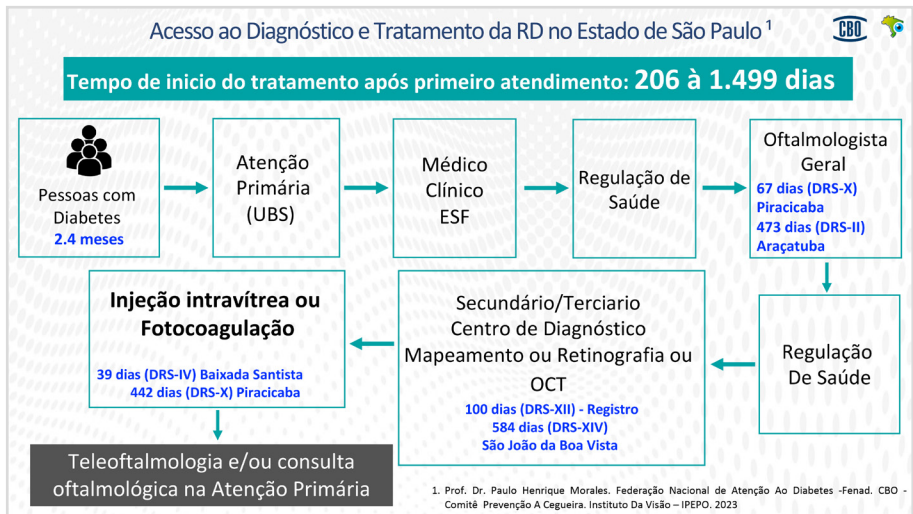 Acesso ao Diagnóstico e Tratamento da RD no Estado de São Paulo ¹
CBO
Tempo de inicio do tratamento após primeiro atendimento: 206 à 1.499 dias
Pessoas com
Diabetes
2.4 meses
Atenção
Primária
(UBS)
Médico
Clínico
ESF
Regulação de
Saúde
Oftalmologista
Geral
67 dias (DRS-X)
Piracicaba
473 dias (DRS-II)
Araçatuba
Regulação
De Saúde
Secundário/Terciario
Centro de Diagnóstico
Mapeamento ou Retinografia ou
OCT
100 dias (DRS-XII) - Registro
584 dias (DRS-XIV)
São João da Boa Vista
Injeção intravítrea ou
Fotocoagulação
39 dias (DRS-IV) Baixada Santista
442 dias (DRS-X) Piracicaba
Teleoftalmologia e/ou consulta
oftalmológica na Atenção Primária
1. Prof. Dr. Paulo Henrique Morales. Federação Nacional de Atenção Ao Diabetes -Fenad. CBO -
Comitê Prevenção A Cegueira. Instituto Da Visão – IPEPO. 2023